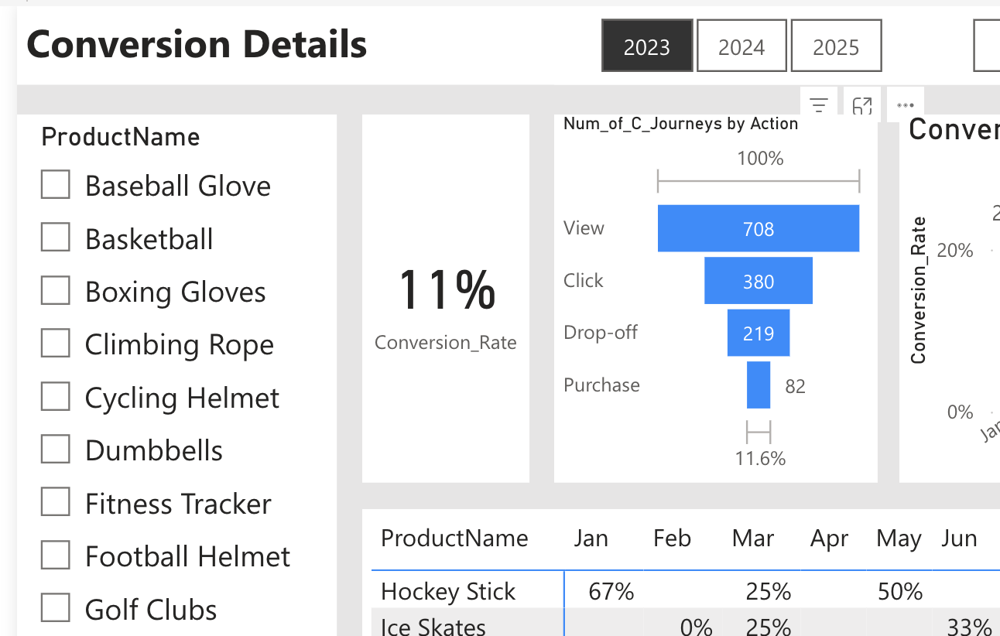 Conversion Details
2023 2024 2025
ProductName
Baseball Glove
Basketball
Boxing Gloves
Climbing Rope
Cycling Helmet
Dumbbells
Fitness Tracker
Football Helmet
Golf Clubs
11%
Conversion_Rate
Num_of_C_Journeys by Action
100%
View 708
Click 380
Drop-off 219
Purchase 82
11.6%
Conver
2
Conversion_Rate
20%
0%
Jan
ProductName Jan Feb Mar Apr May Jun
Hockey Stick 67% 25% 50%
Ice Skates 0% 25% 33%